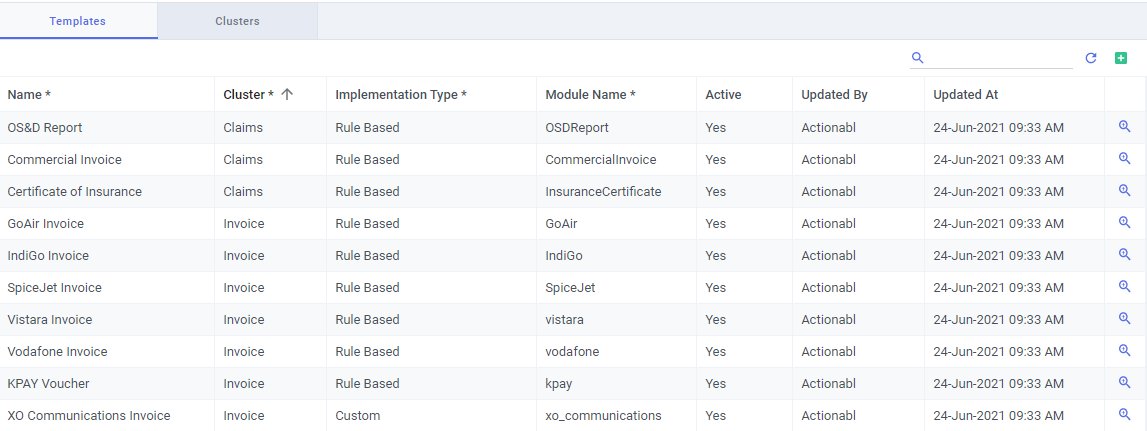 Templates Clusters
Name * Cluster * Implementation Type * Module Name * Active Updated By Updated At
OS&D Report Claims Rule Based OSDReport Yes Actionabl 24-Jun-2021 09:33 AM
Commercial Invoice Claims Rule Based CommercialInvoice Yes Actionabl 24-Jun-2021 09:33 AM
Certificate of Insurance Claims Rule Based InsuranceCertificate Yes Actionabl 24-Jun-2021 09:33 AM
GoAir Invoice Invoice Rule Based GoAir Yes Actionabl 24-Jun-2021 09:33 AM
IndiGo Invoice Invoice Rule Based IndiGo Yes Actionabl 24-Jun-2021 09:33 AM
SpiceJet Invoice Invoice Rule Based SpiceJet Yes Actionabl 24-Jun-2021 09:33 AM
Vistara Invoice Invoice Rule Based vistara Yes Actionabl 24-Jun-2021 09:33 AM
Vodafone Invoice Invoice Rule Based vodafone Yes Actionabl 24-Jun-2021 09:33 AM
KPAY Voucher Invoice Rule Based kpay Yes Actionabl 24-Jun-2021 09:33 AM
XO Communications Invoice Invoice Custom xo_communications Yes Actionabl 24-Jun-2021 09:33 AM